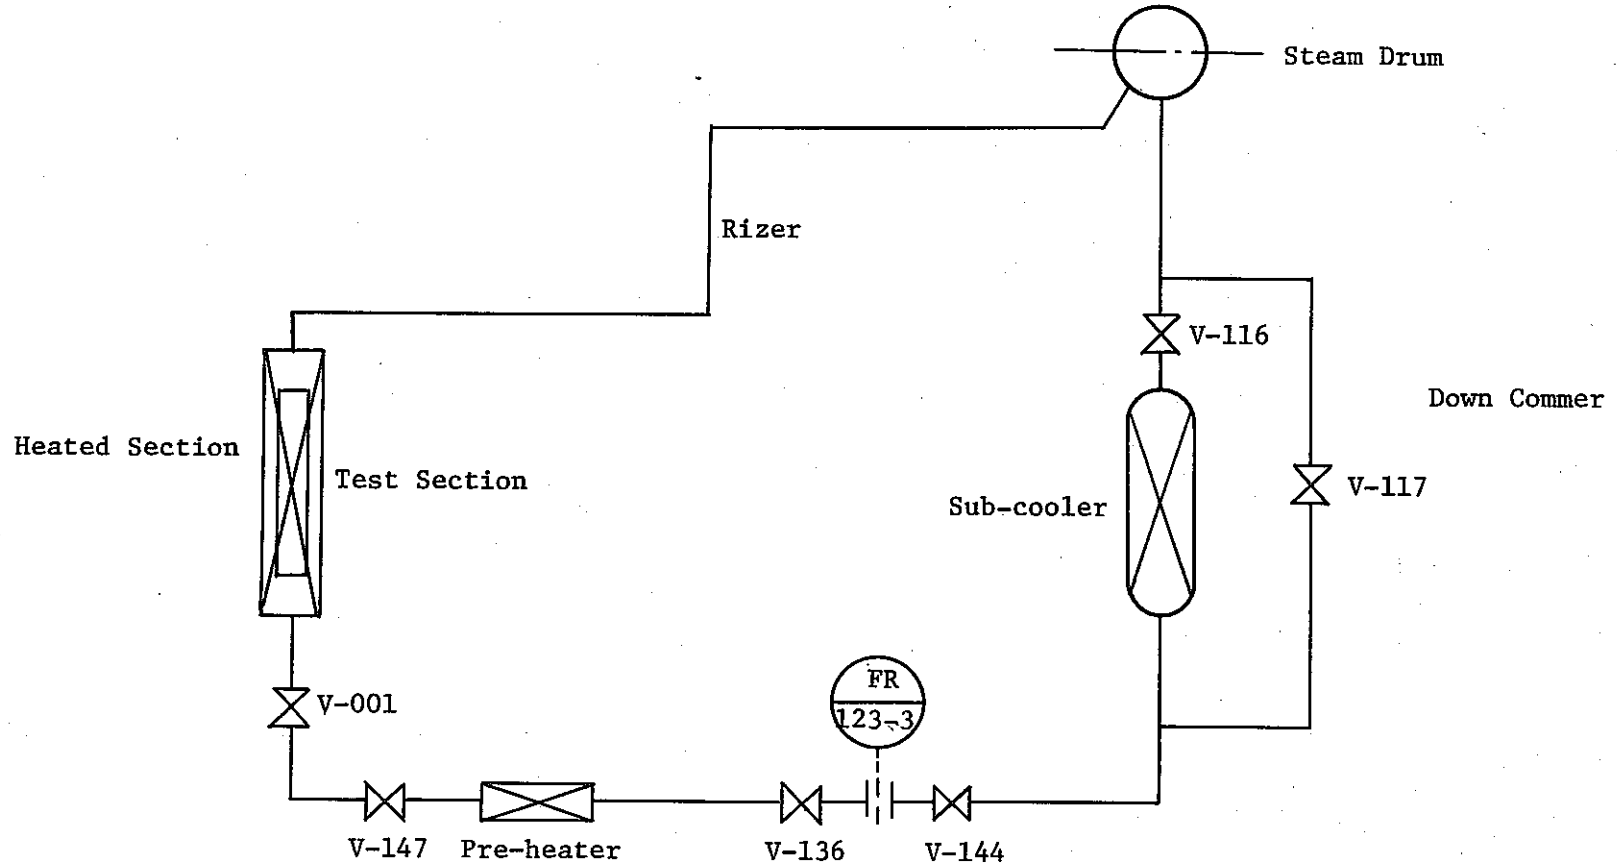 Steam Drum
Rizer
V-116
Down Commer
Heated Section
Test Section
V-117
Sub-cooler
FR
123-3
V-001
V-147
Pre-heater
V-136
V-144